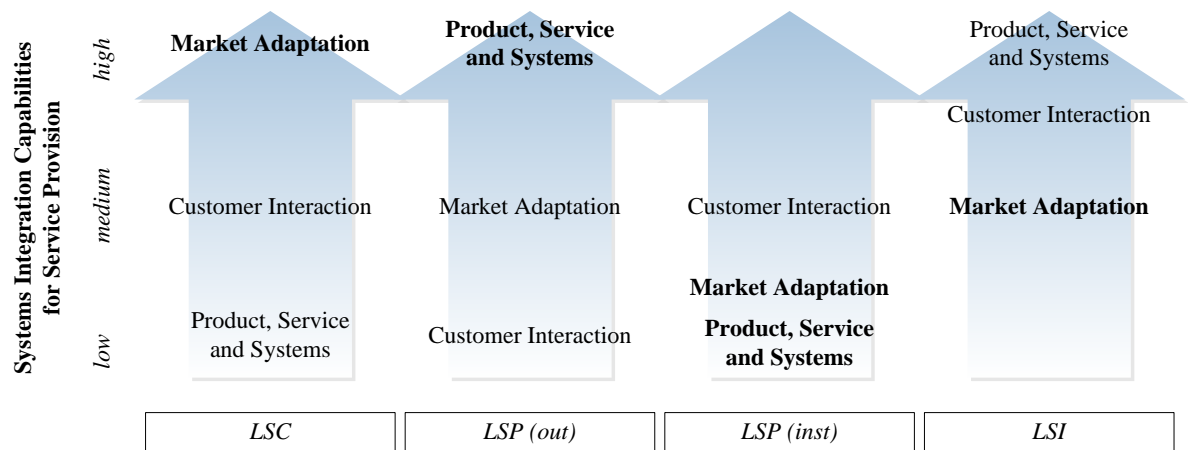 Systems Integration Capabilities
for Service Provision
high
medium
low
Market Adaptation
Customer Interaction
Product, Service
and Systems
LSC
Product, Service
and Systems
Market Adaptation
Customer Interaction
LSP (out)
Customer Interaction
Market Adaptation
Product, Service
and Systems
LSP (inst)
Product, Service
and Systems
Customer Interaction
Market Adaptation
LSI